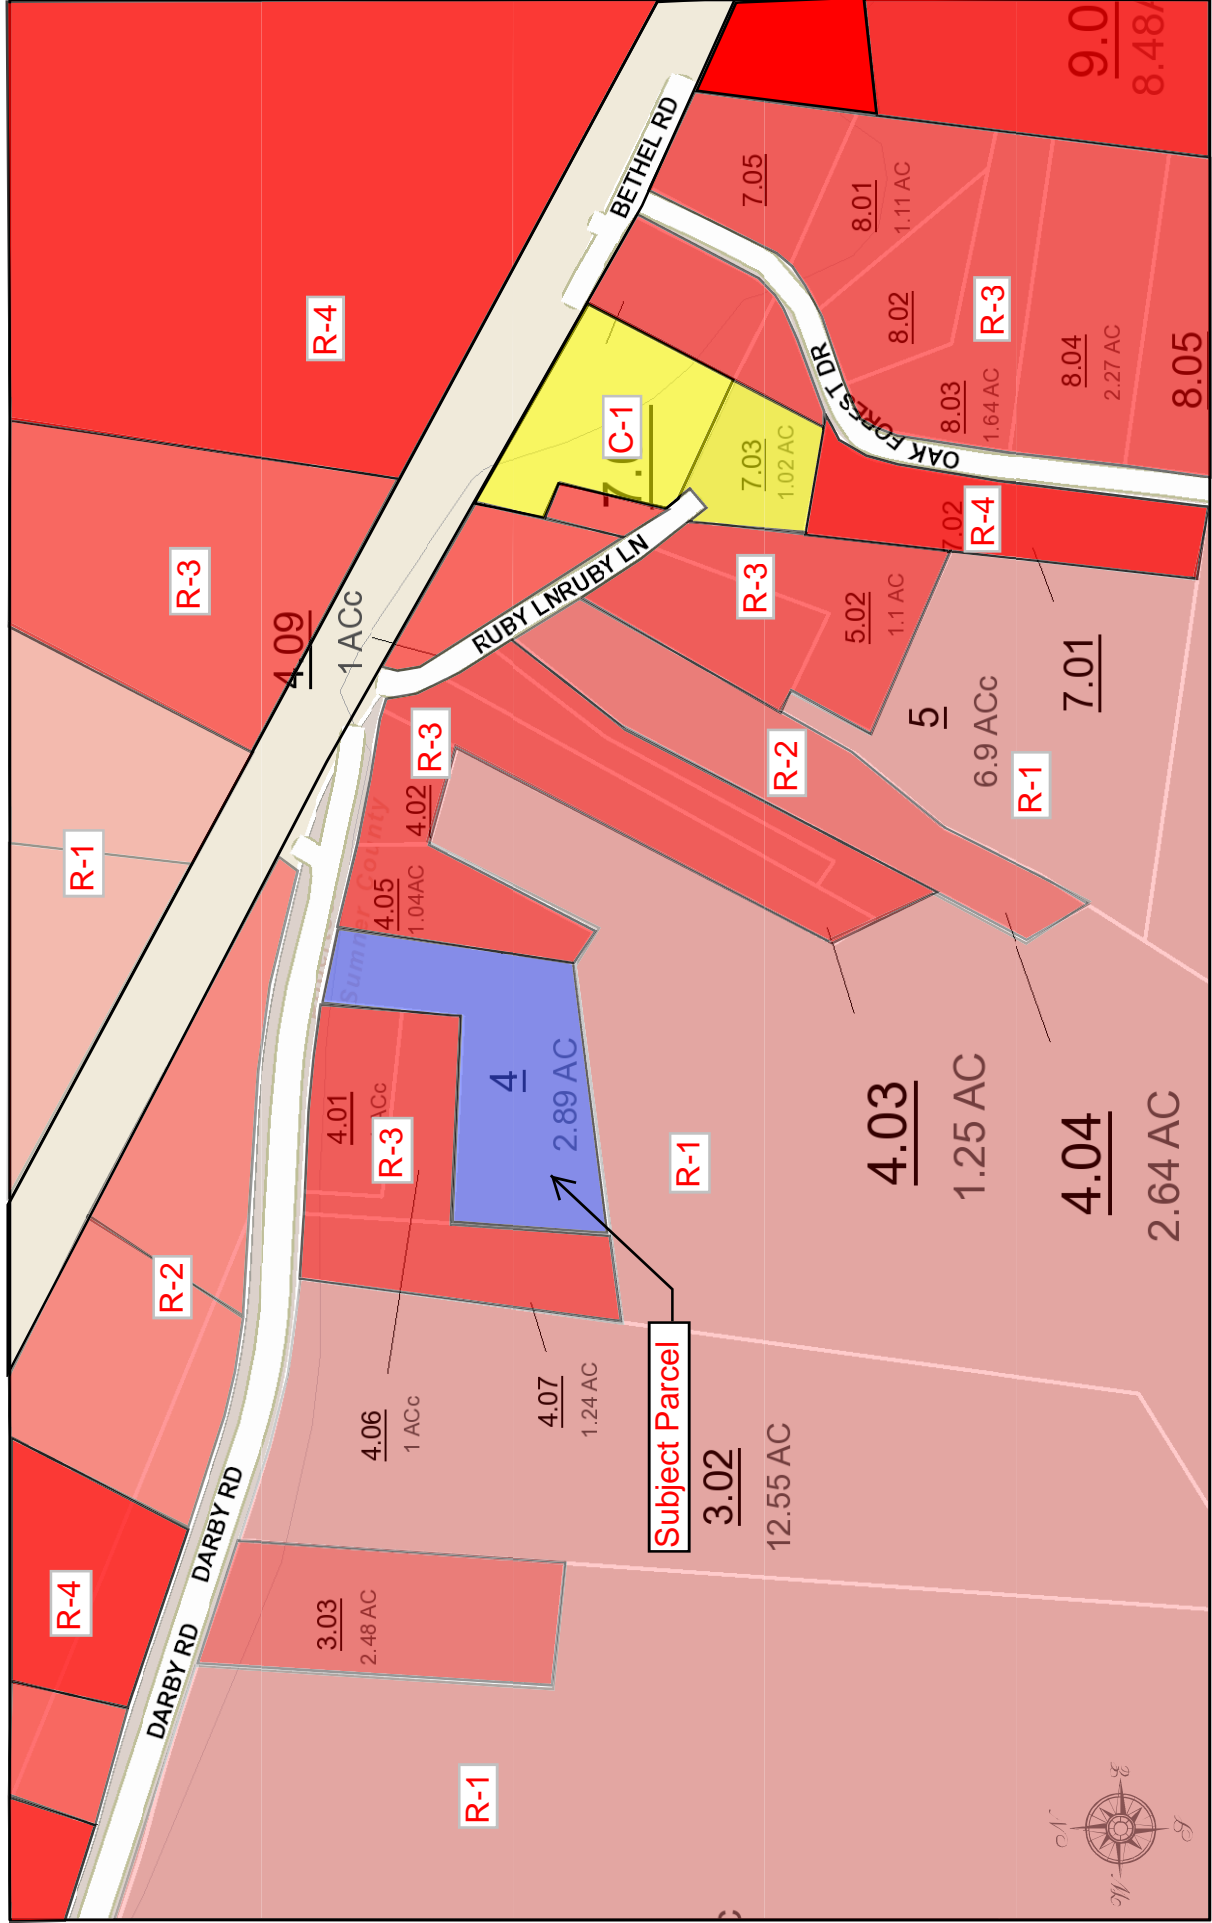 R-4
R-3
R-1
R-2
R-4
BETHEL RD
4.09
1 ACc
C-1
7.03
1.02 AC
7.05
8.01
1.11 AC
8.02
R-3
8.03
1.64 AC
8.04
2.27 AC
8.05
8.48A
OAK FOREST DR
7.02
R-4
RUBY LN
RUBY LN
R-3
5.02
1.1 AC
5
6.9 ACc
7.01
R-1
R-2
R-3
4.02
4.05
1.04AC
Sumner County
4
2.89 AC
4.01
ACc
R-3
R-1
4.03
1.25 AC
4.04
2.64 AC
4.06
1 ACc
4.07
1.24 AC
Subject Parcel
3.02
12.55 AC
DARBY RD
DARBY RD
3.03
2.48 AC
R-1
N
S